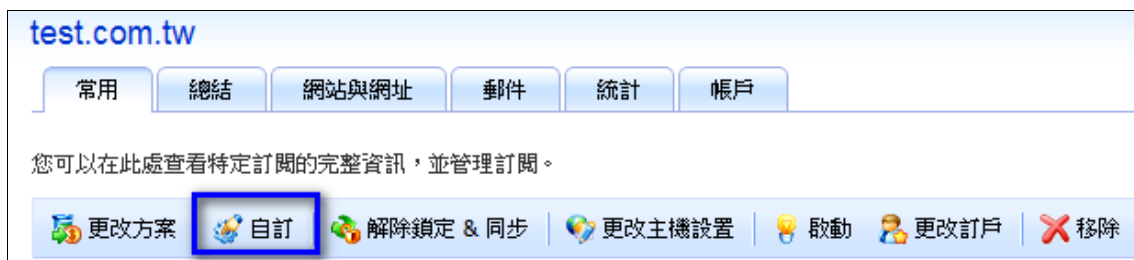 test.com.tw
常用 總結 網站與網址 郵件 統計 帳戶
您可以在此處查看特定訂閱的完整資訊，並管理訂閱。
更改方案 自訂 解除鎖定 & 同步 更改主機設置 啟動 更改訂戶 移除